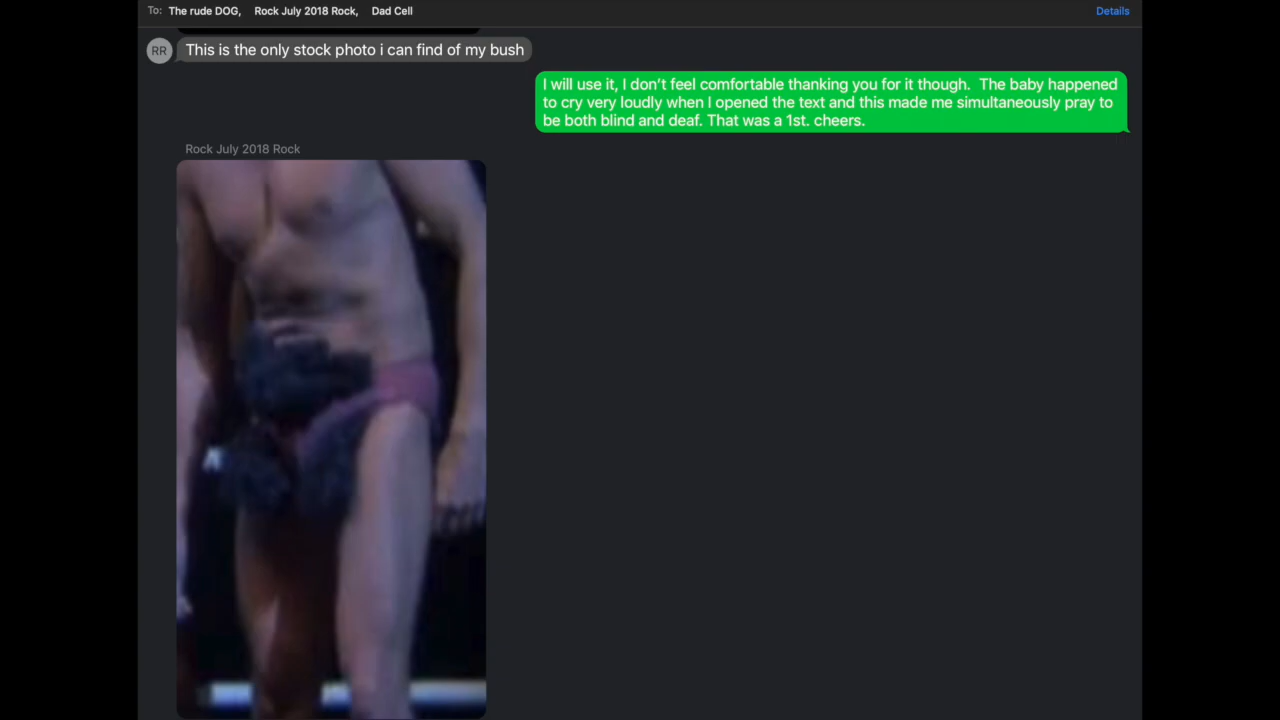 To: The rude DOG, Rock July 2018 Rock, Dad Cell Details
RR This is the only stock photo i can find of my bush
I will use it, I don’t feel comfortable thanking you for it though.  The baby happened
to cry very loudly when I opened the text and this made me simultaneously pray to
be both blind and deaf. That was a 1st. cheers.
Rock July 2018 Rock